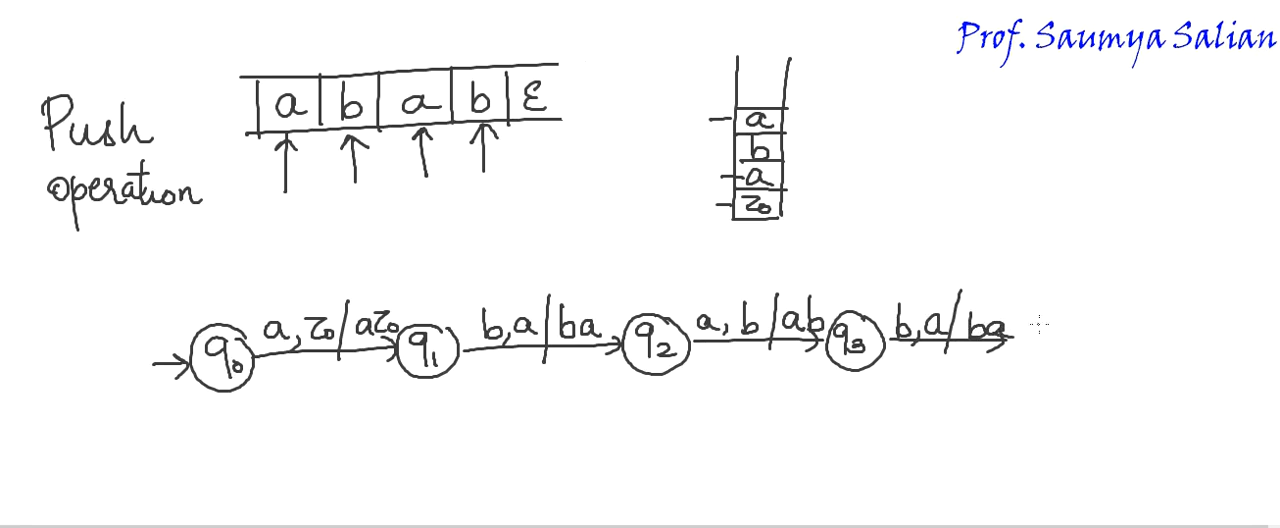 Prof. Saumya Salian
Push
operation
a b a b ε
a
b
a
z₀
q₀ a, z₀/az₀ q₁ b,a/ba q₂ a, b/ab q₃ b,a/ba